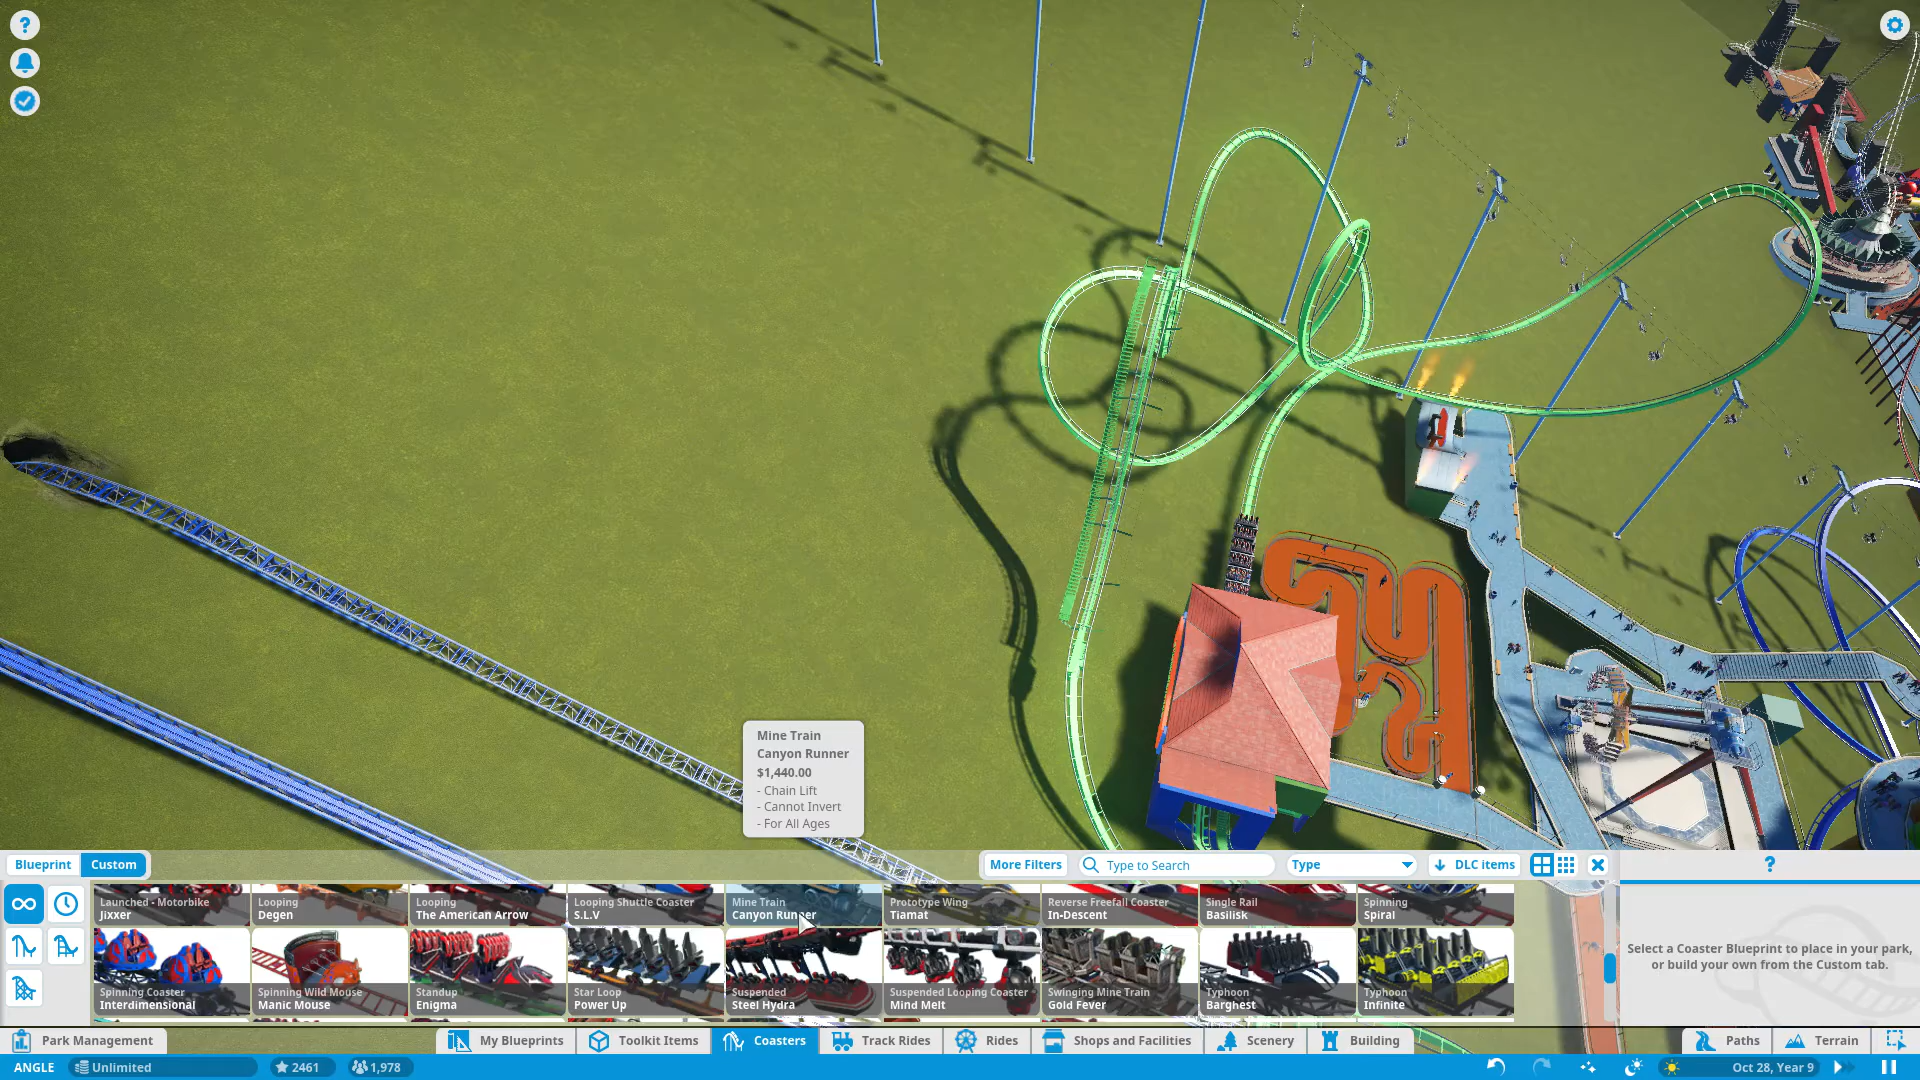 ?
Mine Train
Canyon Runner
$1,440.00
- Chain Lift
- Cannot Invert
- For All Ages
Blueprint
Custom
More Filters
Type to Search
Type
DLC items
?
Launched - Motorbike
Jixxer
Looping
Degen
Looping
The American Arrow
Looping Shuttle Coaster
S.L.V
Mine Train
Canyon Runner
Prototype Wing
Tiamat
Reverse Freefall Coaster
In-Descent
Single Rail
Basilisk
Spinning
Spiral
Spinning Coaster
Interdimensional
Spinning Wild Mouse
Manic Mouse
Standup
Enigma
Star Loop
Power Up
Suspended
Steel Hydra
Suspended Looping Coaster
Mind Melt
Swinging Mine Train
Gold Fever
Typhoon
Barghest
Typhoon
Infinite
Select a Coaster Blueprint to place in your park,
or build your own from the Custom tab.
Park Management
My Blueprints
Toolkit Items
Coasters
Track Rides
Rides
Shops and Facilities
Scenery
Building
Paths
Terrain
ANGLE
Unlimited
2461
1,978
Oct 28, Year 9